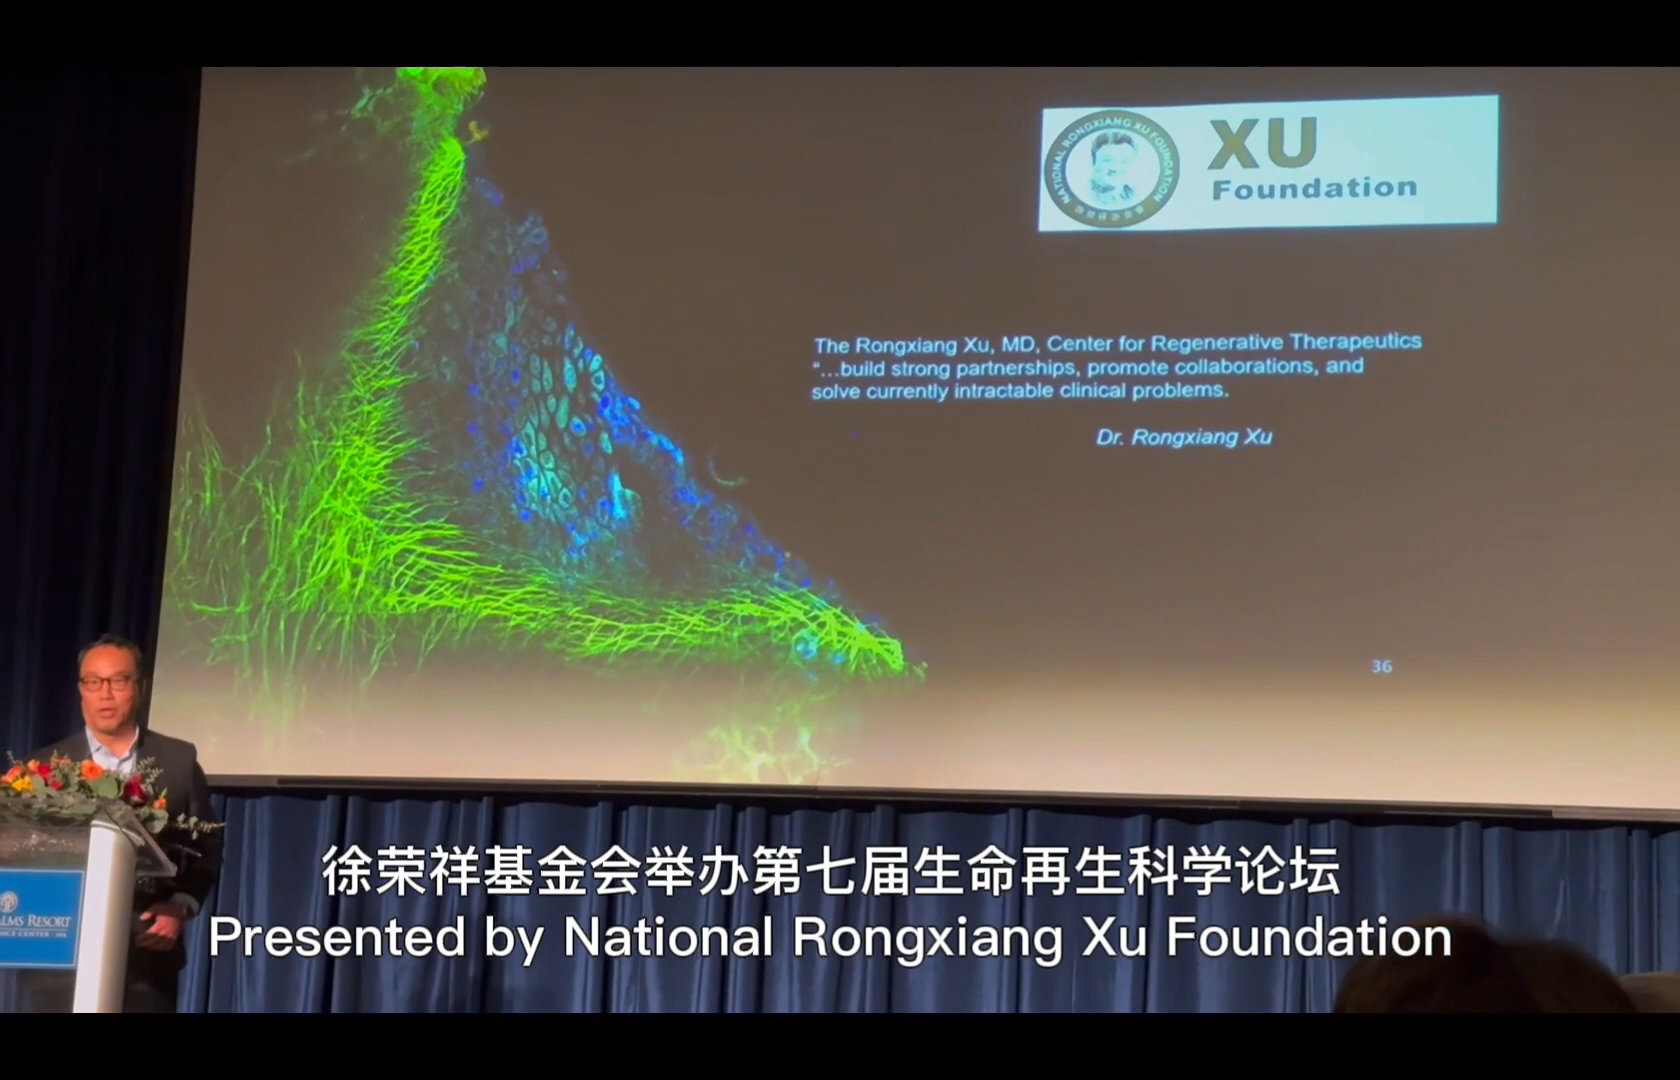 NATIONAL RONGXIANG XU FOUNDATION
XU
Foundation
The Rongxiang Xu, MD, Center for Regenerative Therapeutics
“...build strong partnerships, promote collaborations, and
solve currently intractable clinical problems.
Dr. Rongxiang Xu
36
LMS RESORT
徐荣祥基金会举办第七届生命再生科学论坛
Presented by National Rongxiang Xu Foundation